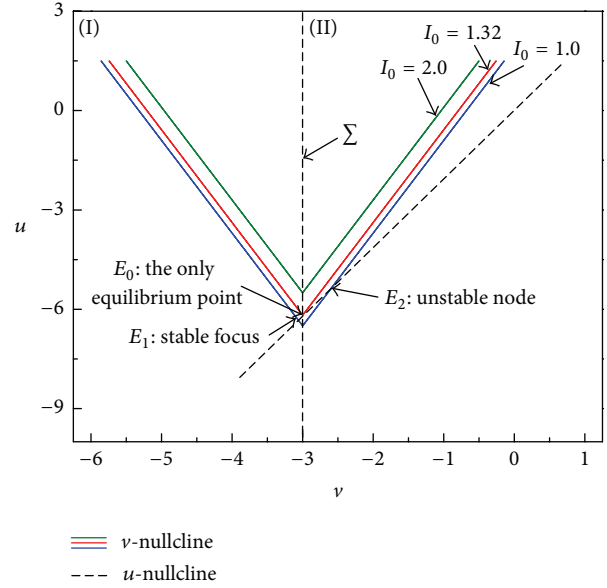 3
(I)
(II)
I₀ = 1.32
I₀ = 1.0
I₀ = 2.0
0
Σ
−3
u
E₀: the only
equilibrium point
−6
E₂: unstable node
E₁: stable focus
−9
−6 −5 −4 −3 −2 −1 0 1
v
v-nullcline
u-nullcline